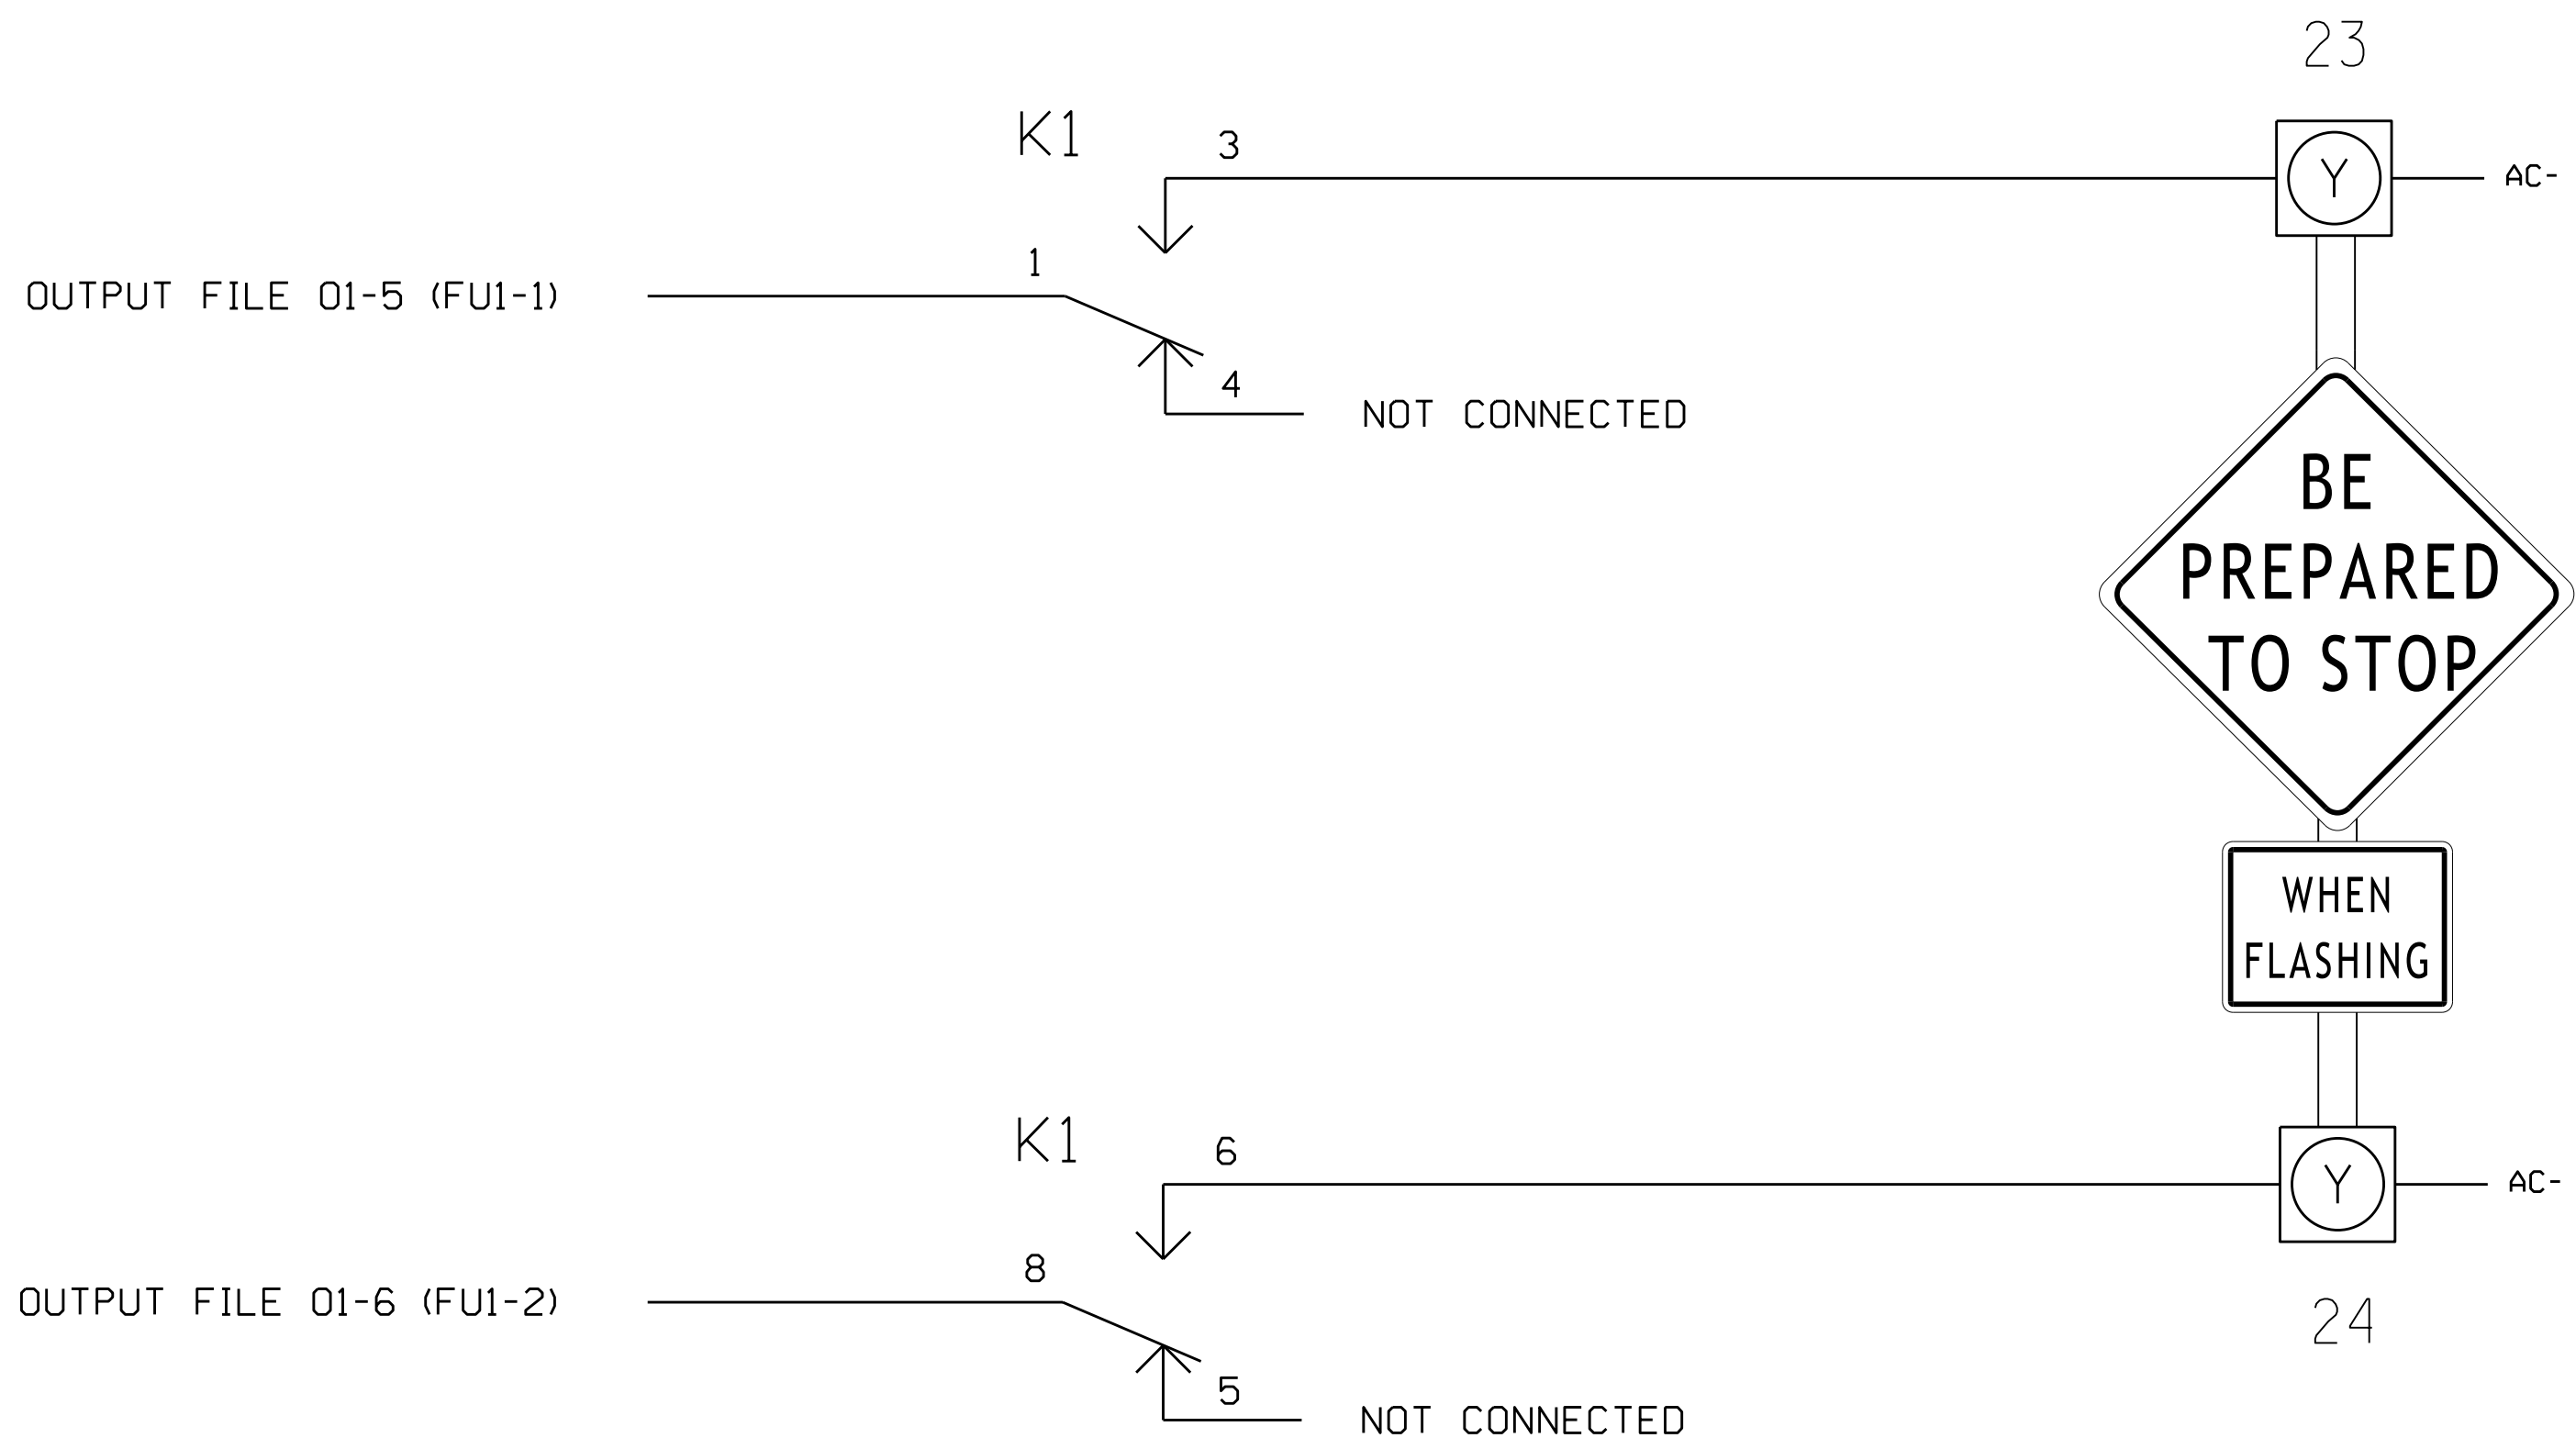 23
K1
3
AC-
1
OUTPUT FILE O1-5 (FU1-1)
4
NOT CONNECTED
BE
PREPARED
TO STOP
WHEN
FLASHING
K1
6
Y
Y
AC-
8
OUTPUT FILE O1-6 (FU1-2)
24
5
NOT CONNECTED